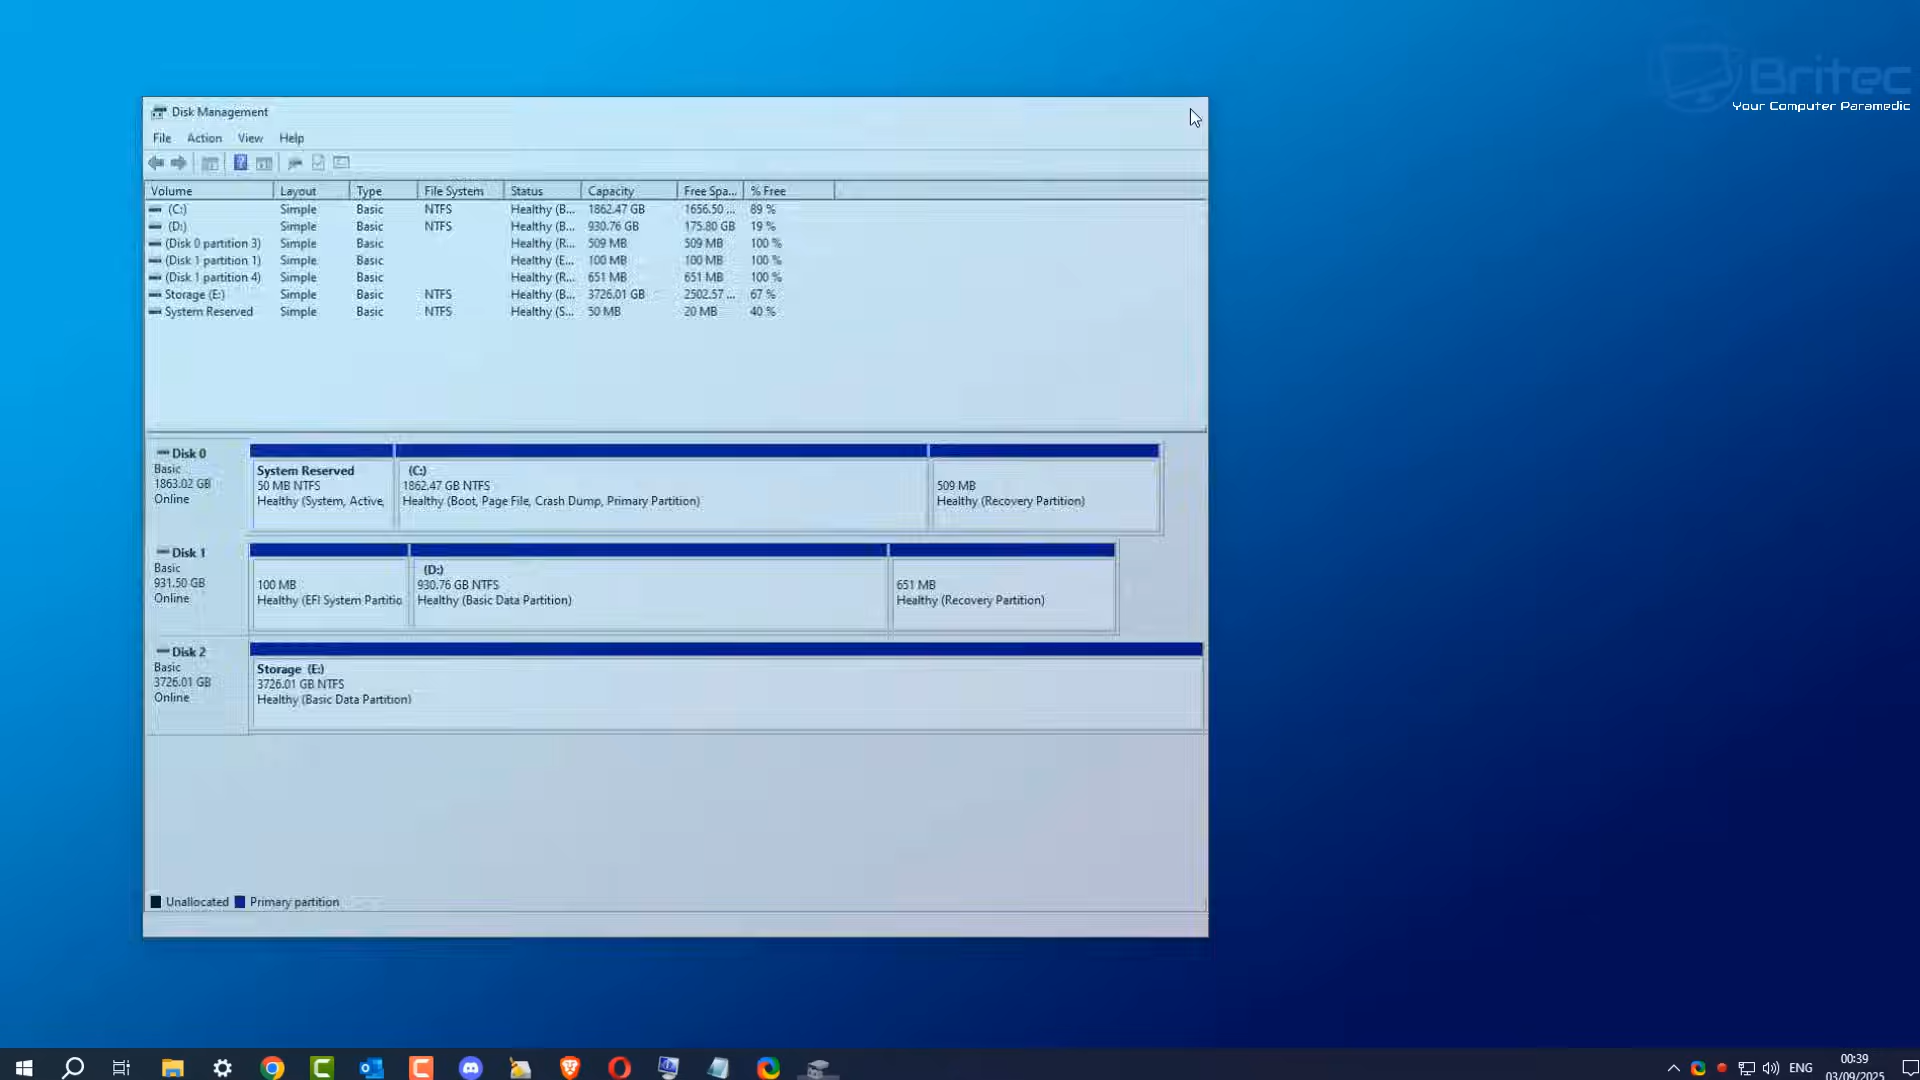 Britec
Your Computer Paramedic
Disk Management
File Action View Help
Volume Layout Type File System Status Capacity Free Spa... % Free
(C:) Simple Basic NTFS Healthy (B... 1862.47 GB 1656.50 ... 89 %
(D:) Simple Basic NTFS Healthy (B... 930.76 GB 175.80 GB 19 %
(Disk 0 partition 3) Simple Basic Healthy (R... 509 MB 509 MB 100 %
(Disk 1 partition 1) Simple Basic Healthy (E... 100 MB 100 MB 100 %
(Disk 1 partition 4) Simple Basic Healthy (R... 651 MB 651 MB 100 %
Storage (E:) Simple Basic NTFS Healthy (B... 3726.01 GB 2502.57 ... 67 %
System Reserved Simple Basic NTFS Healthy (S... 50 MB 20 MB 40 %
Disk 0
Basic
1863.02 GB
Online
System Reserved
50 MB NTFS
Healthy (System, Active,
(C:)
1862.47 GB NTFS
Healthy (Boot, Page File, Crash Dump, Primary Partition)
509 MB
Healthy (Recovery Partition)
Disk 1
Basic
931.50 GB
Online
100 MB
Healthy (EFI System Partitio
(D:)
930.76 GB NTFS
Healthy (Basic Data Partition)
651 MB
Healthy (Recovery Partition)
Disk 2
Basic
3726.01 GB
Online
Storage (E:)
3726.01 GB NTFS
Healthy (Basic Data Partition)
Unallocated Primary partition
ENG
00:39
03/09/2025